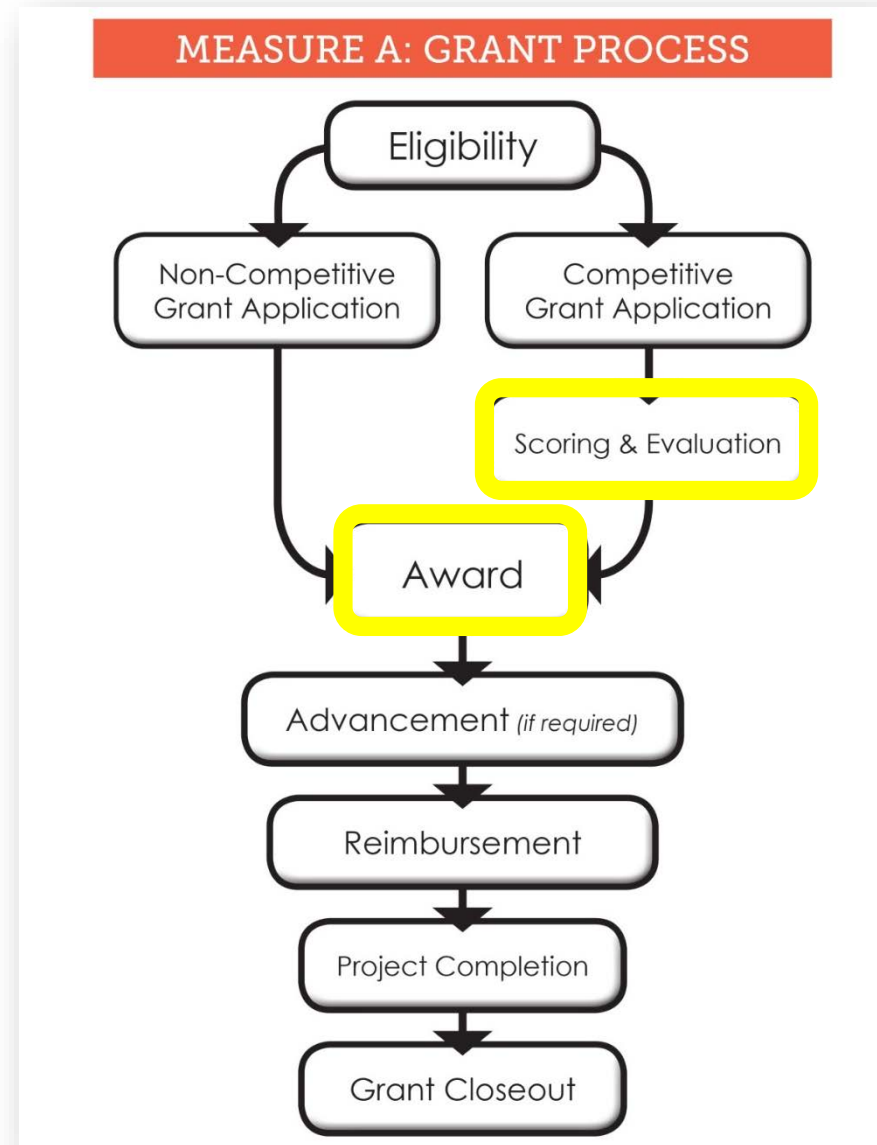 MEASURE A: GRANT PROCESS
Eligibility
Non-Competitive
Grant Application
Competitive
Grant Application
Scoring & Evaluation
Award
Advancement (if required)
Reimbursement
Project Completion
Grant Closeout